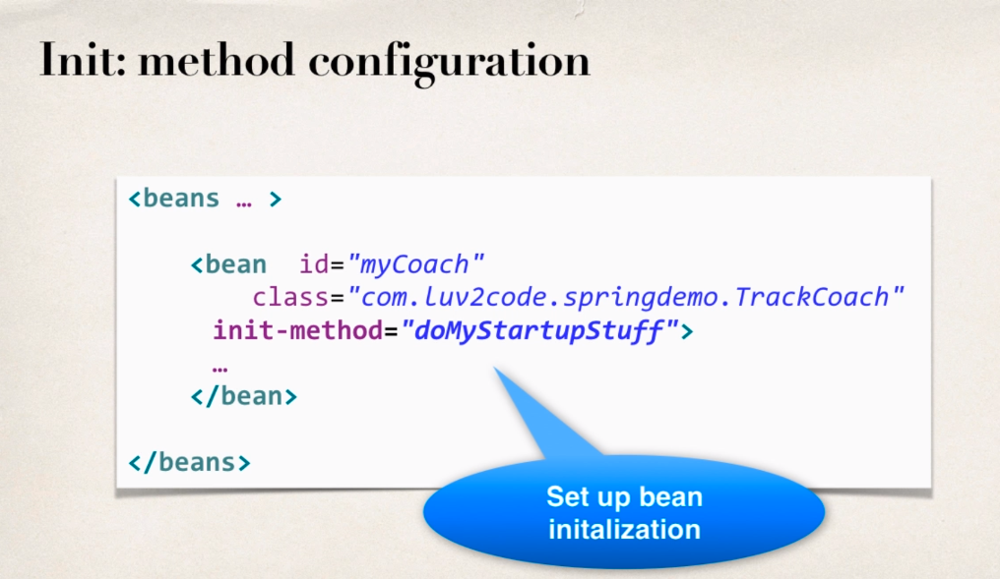 Init: method configuration
<beans … >
<bean id="myCoach"
class="com.luv2code.springdemo.TrackCoach"
init-method="doMyStartupStuff">
…
</bean>
</beans>
Set up bean
initalization